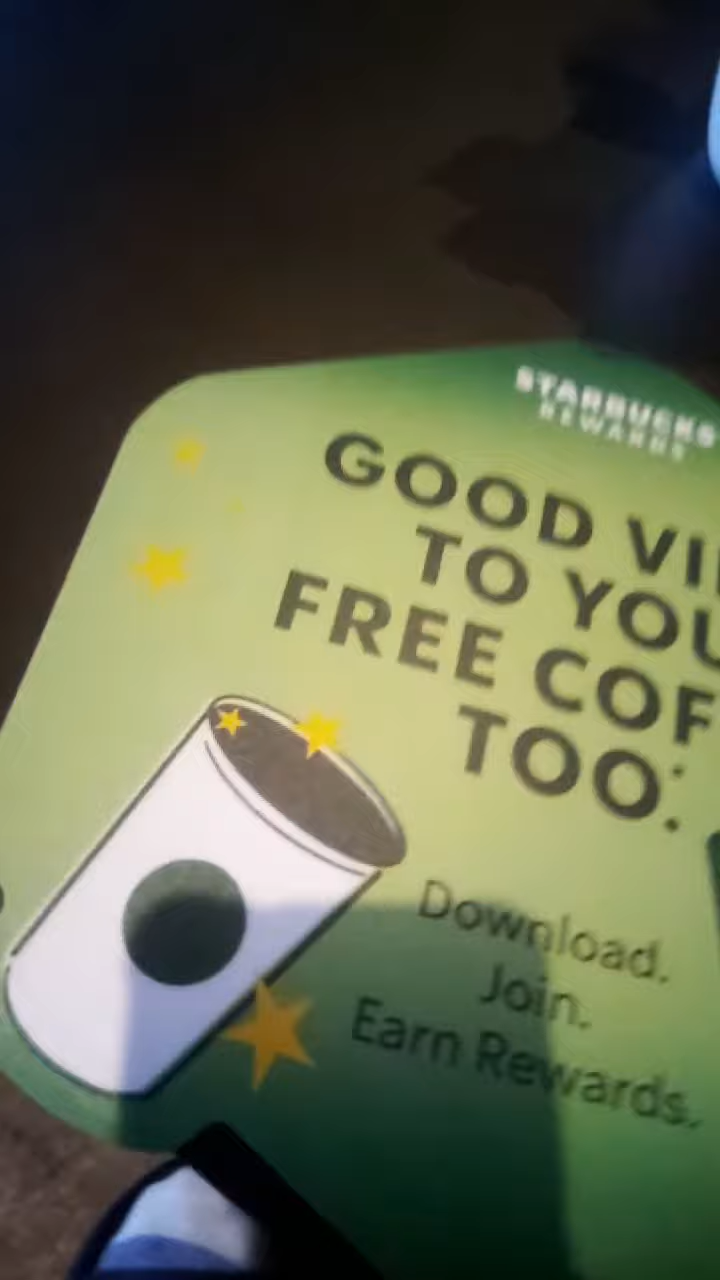 STARBUCKS
REWARDS
GOOD
TO
FREE
TOO.
Download.
Join.
Earn Rewards.